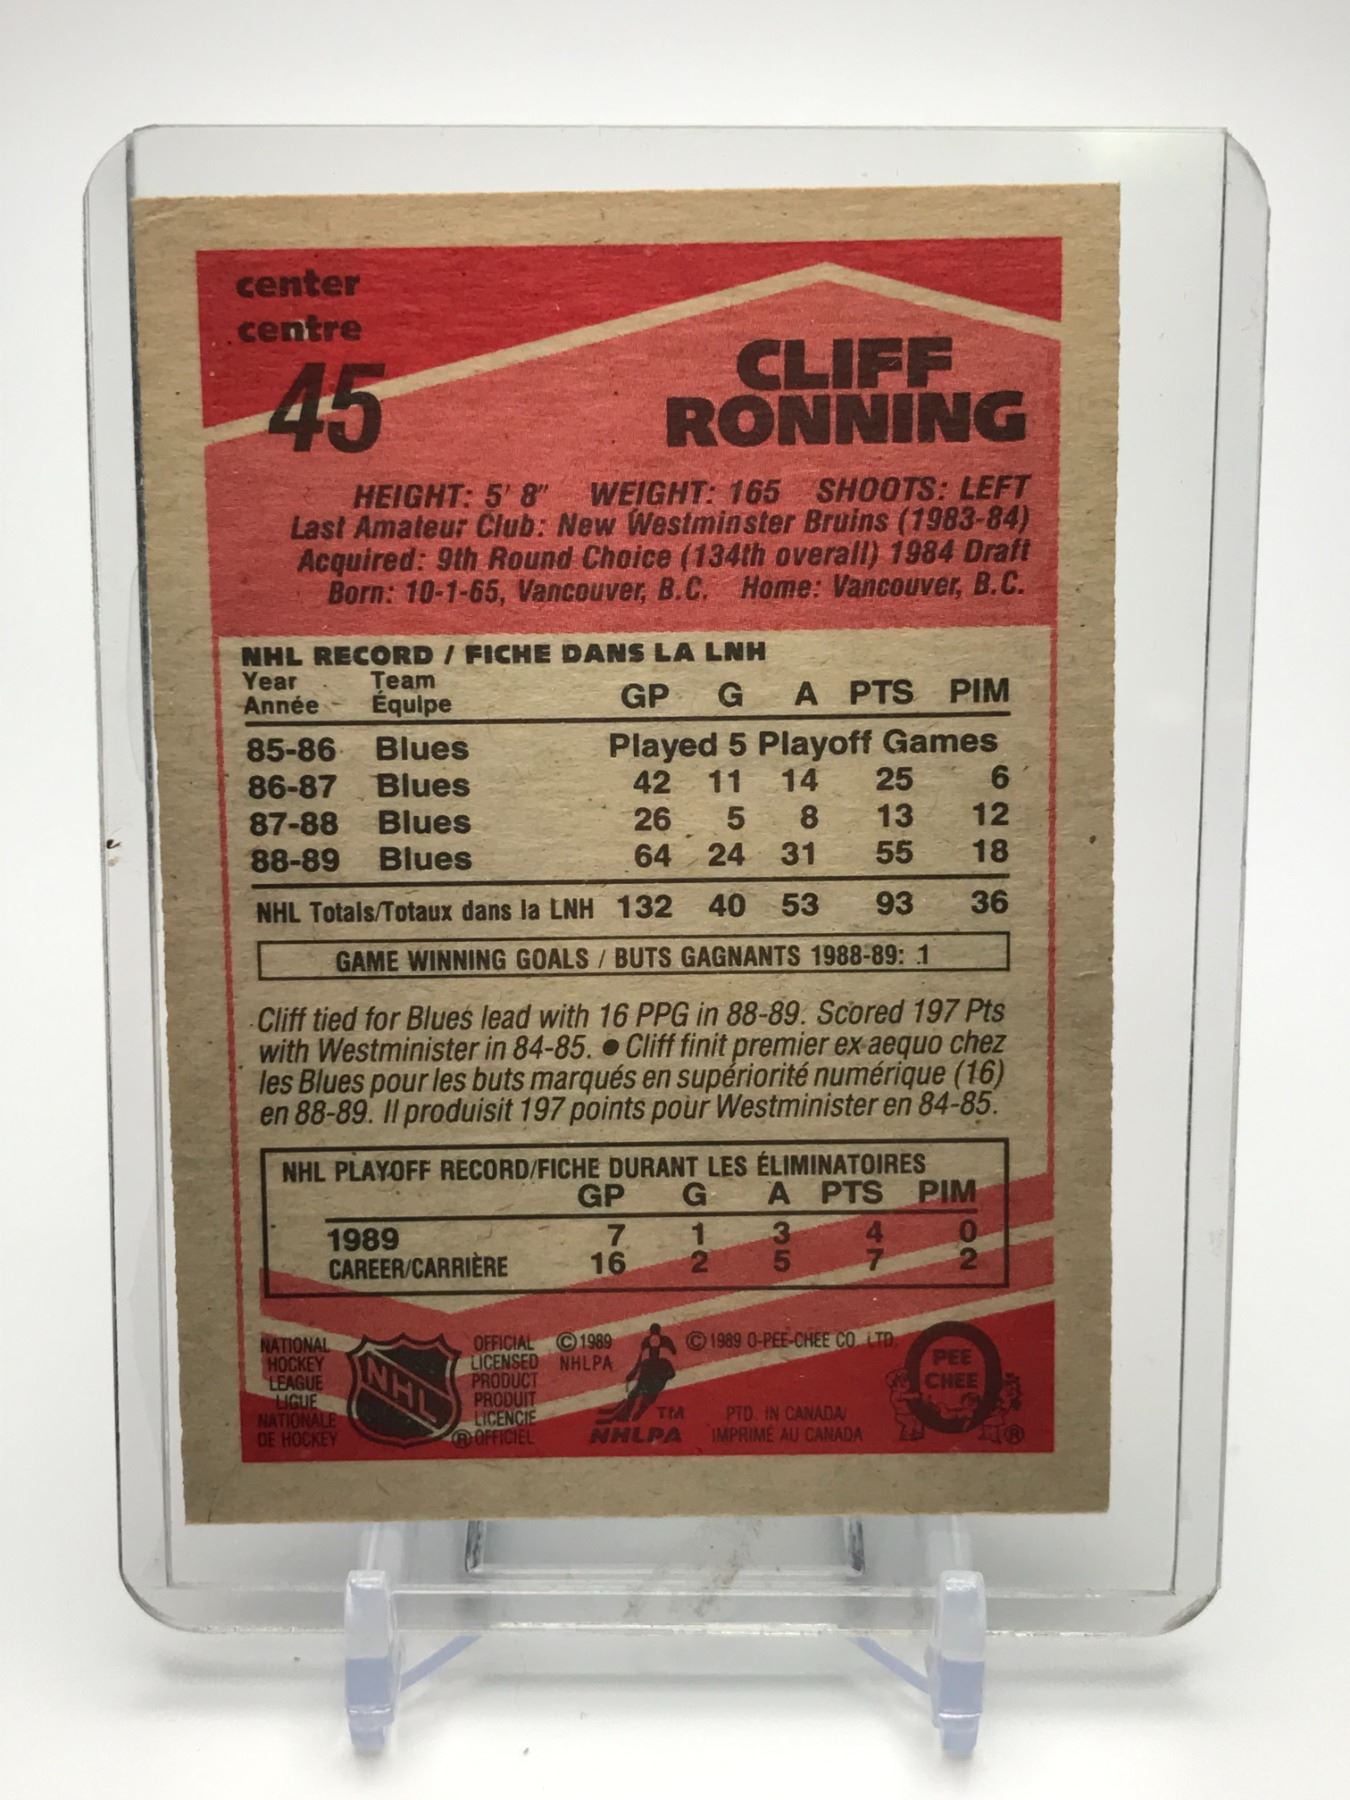 center
centre
45
CLIFF
RONNING
HEIGHT: 5' 8" WEIGHT: 165 SHOOTS: LEFT
Last Amateur Club: New Westminster Bruins (1983-84)
Acquired: 9th Round Choice (134th overall) 1984 Draft
Born: 10-1-65, Vancouver, B.C. Home: Vancouver, B.C.
NHL RECORD / FICHE DANS LA LNH
Year Team
Année Équipe GP G A PTS PIM
85-86 Blues Played 5 Playoff Games
86-87 Blues 42 11 14 25 6
87-88 Blues 26 5 8 13 12
88-89 Blues 64 24 31 55 18
NHL Totals/Totaux dans la LNH 132 40 53 93 36
GAME WINNING GOALS / BUTS GAGNANTS 1988-89: 1
Cliff tied for Blues lead with 16 PPG in 88-89. Scored 197 Pts
with Westminister in 84-85. ● Cliff finit premier ex aequo chez
les Blues pour les buts marqués en supériorité numérique (16)
en 88-89. Il produisit 197 points pour Westminister en 84-85.
NHL PLAYOFF RECORD/FICHE DURANT LES ÉLIMINATOIRES
GP G A PTS PIM
1989 7 1 3 4 0
CAREER/CARRIÈRE 16 2 5 7 2
NATIONAL
HOCKEY
LEAGUE
LIGUE
NATIONALE
DE HOCKEY
NHL
®
OFFICIAL
LICENSED
PRODUCT
PRODUIT
LICENCIE
OFFICIEL
©1989
NHLPA
TM
NHLPA
©1989 O-PEE-CHEE CO. LTD.
PTD. IN CANADA/
IMPRIMÉ AU CANADA
PEE
CHEE
®